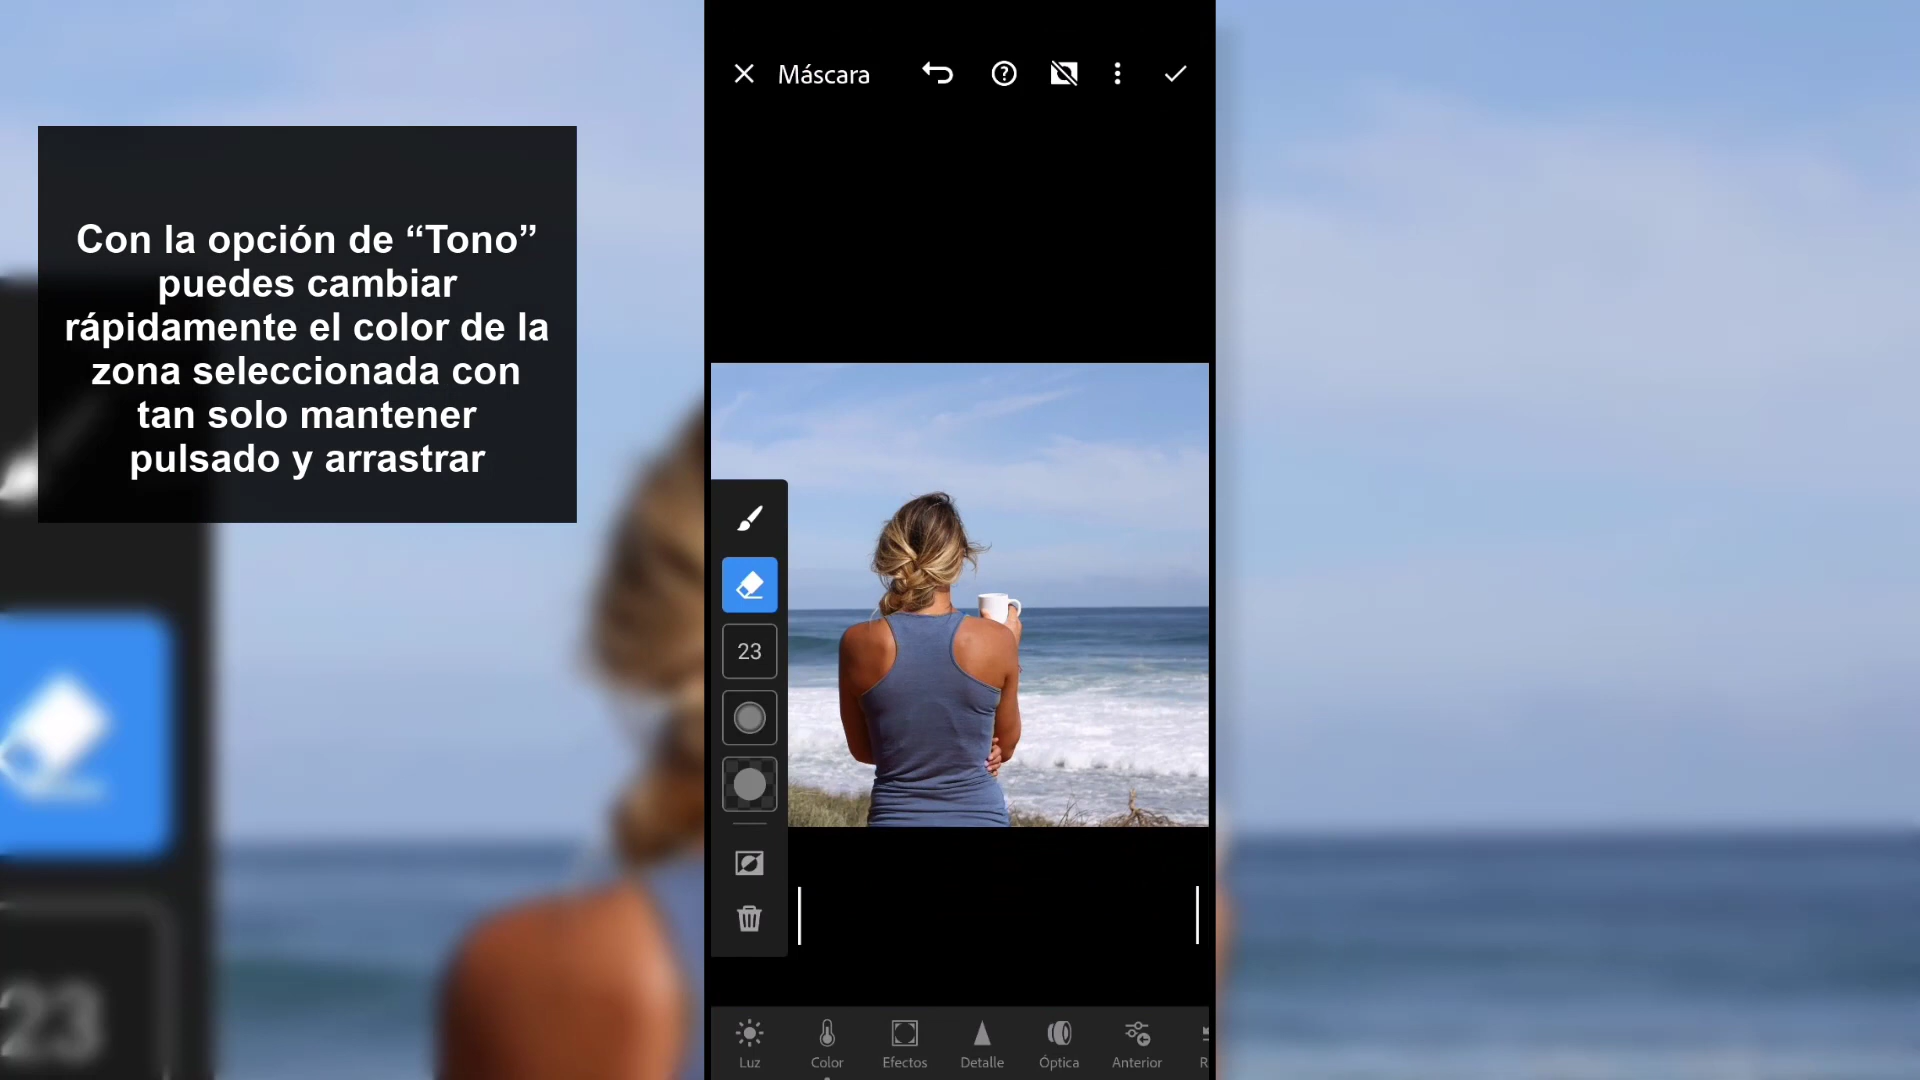 Máscara
Con la opción de “Tono”
puedes cambiar
rápidamente el color de la
zona seleccionada con
tan solo mantener
pulsado y arrastrar
23
23
Luz
Color
Efectos
Detalle
Óptica
Anterior
R